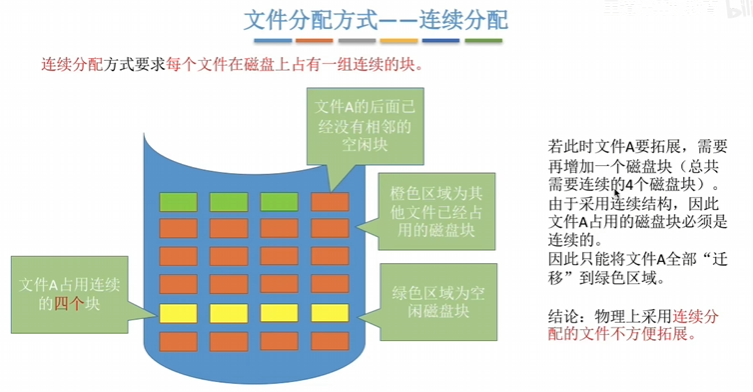 文件分配方式——连续分配
连续分配方式要求每个文件在磁盘上占有一组连续的块。
文件A的后面已
经没有相邻的
空闲块
橙色区域为其
他文件已经占
用的磁盘块
文件A占用连续
的四个块
绿色区域为空
闲磁盘块
若此时文件A要拓展，需要
再增加一个磁盘块（总共
需要连续的4个磁盘块）。
由于采用连续结构，因此
文件A占用的磁盘块必须是
连续的。
因此只能将文件A全部“迁
移”到绿色区域。
结论：物理上采用连续分
配的文件不方便拓展。